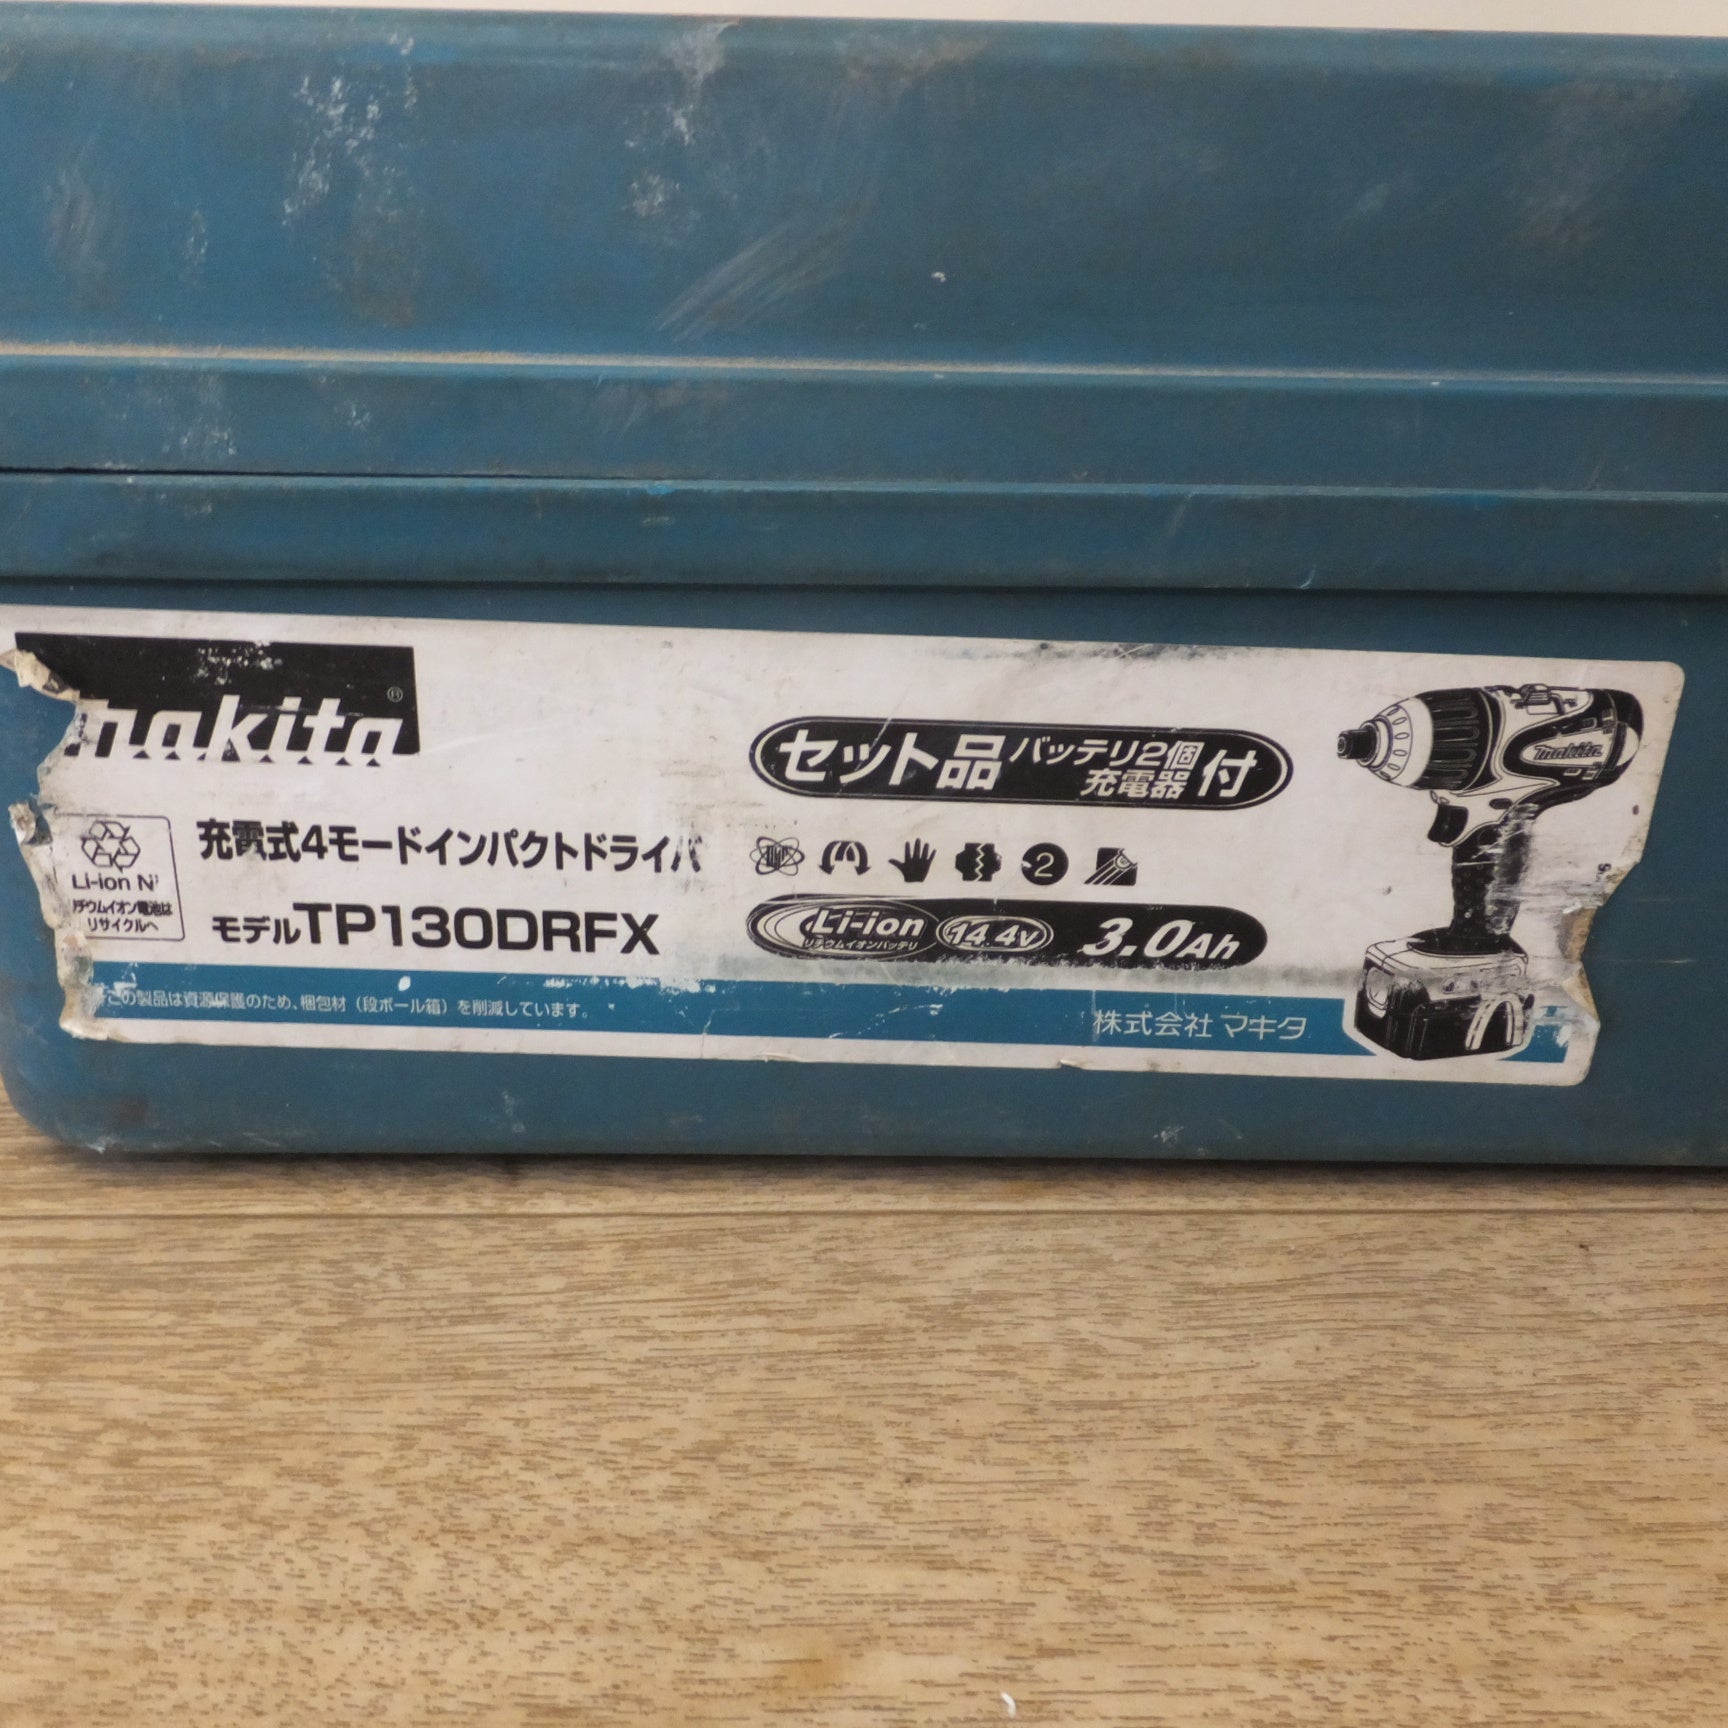 makita®
セット品 バッテリ2個 充電器 付
充電式4モードインパクトドライバ
2
Li-ion
リチウムイオン電池は
リサイクルへ
モデルTP130DRFX
Li-ion 14.4V 3.0Ah
リチウムイオンバッテリ
この製品は資源保護のため、梱包材（段ボール箱）を削減しています。
株式会社 マキタ
makita